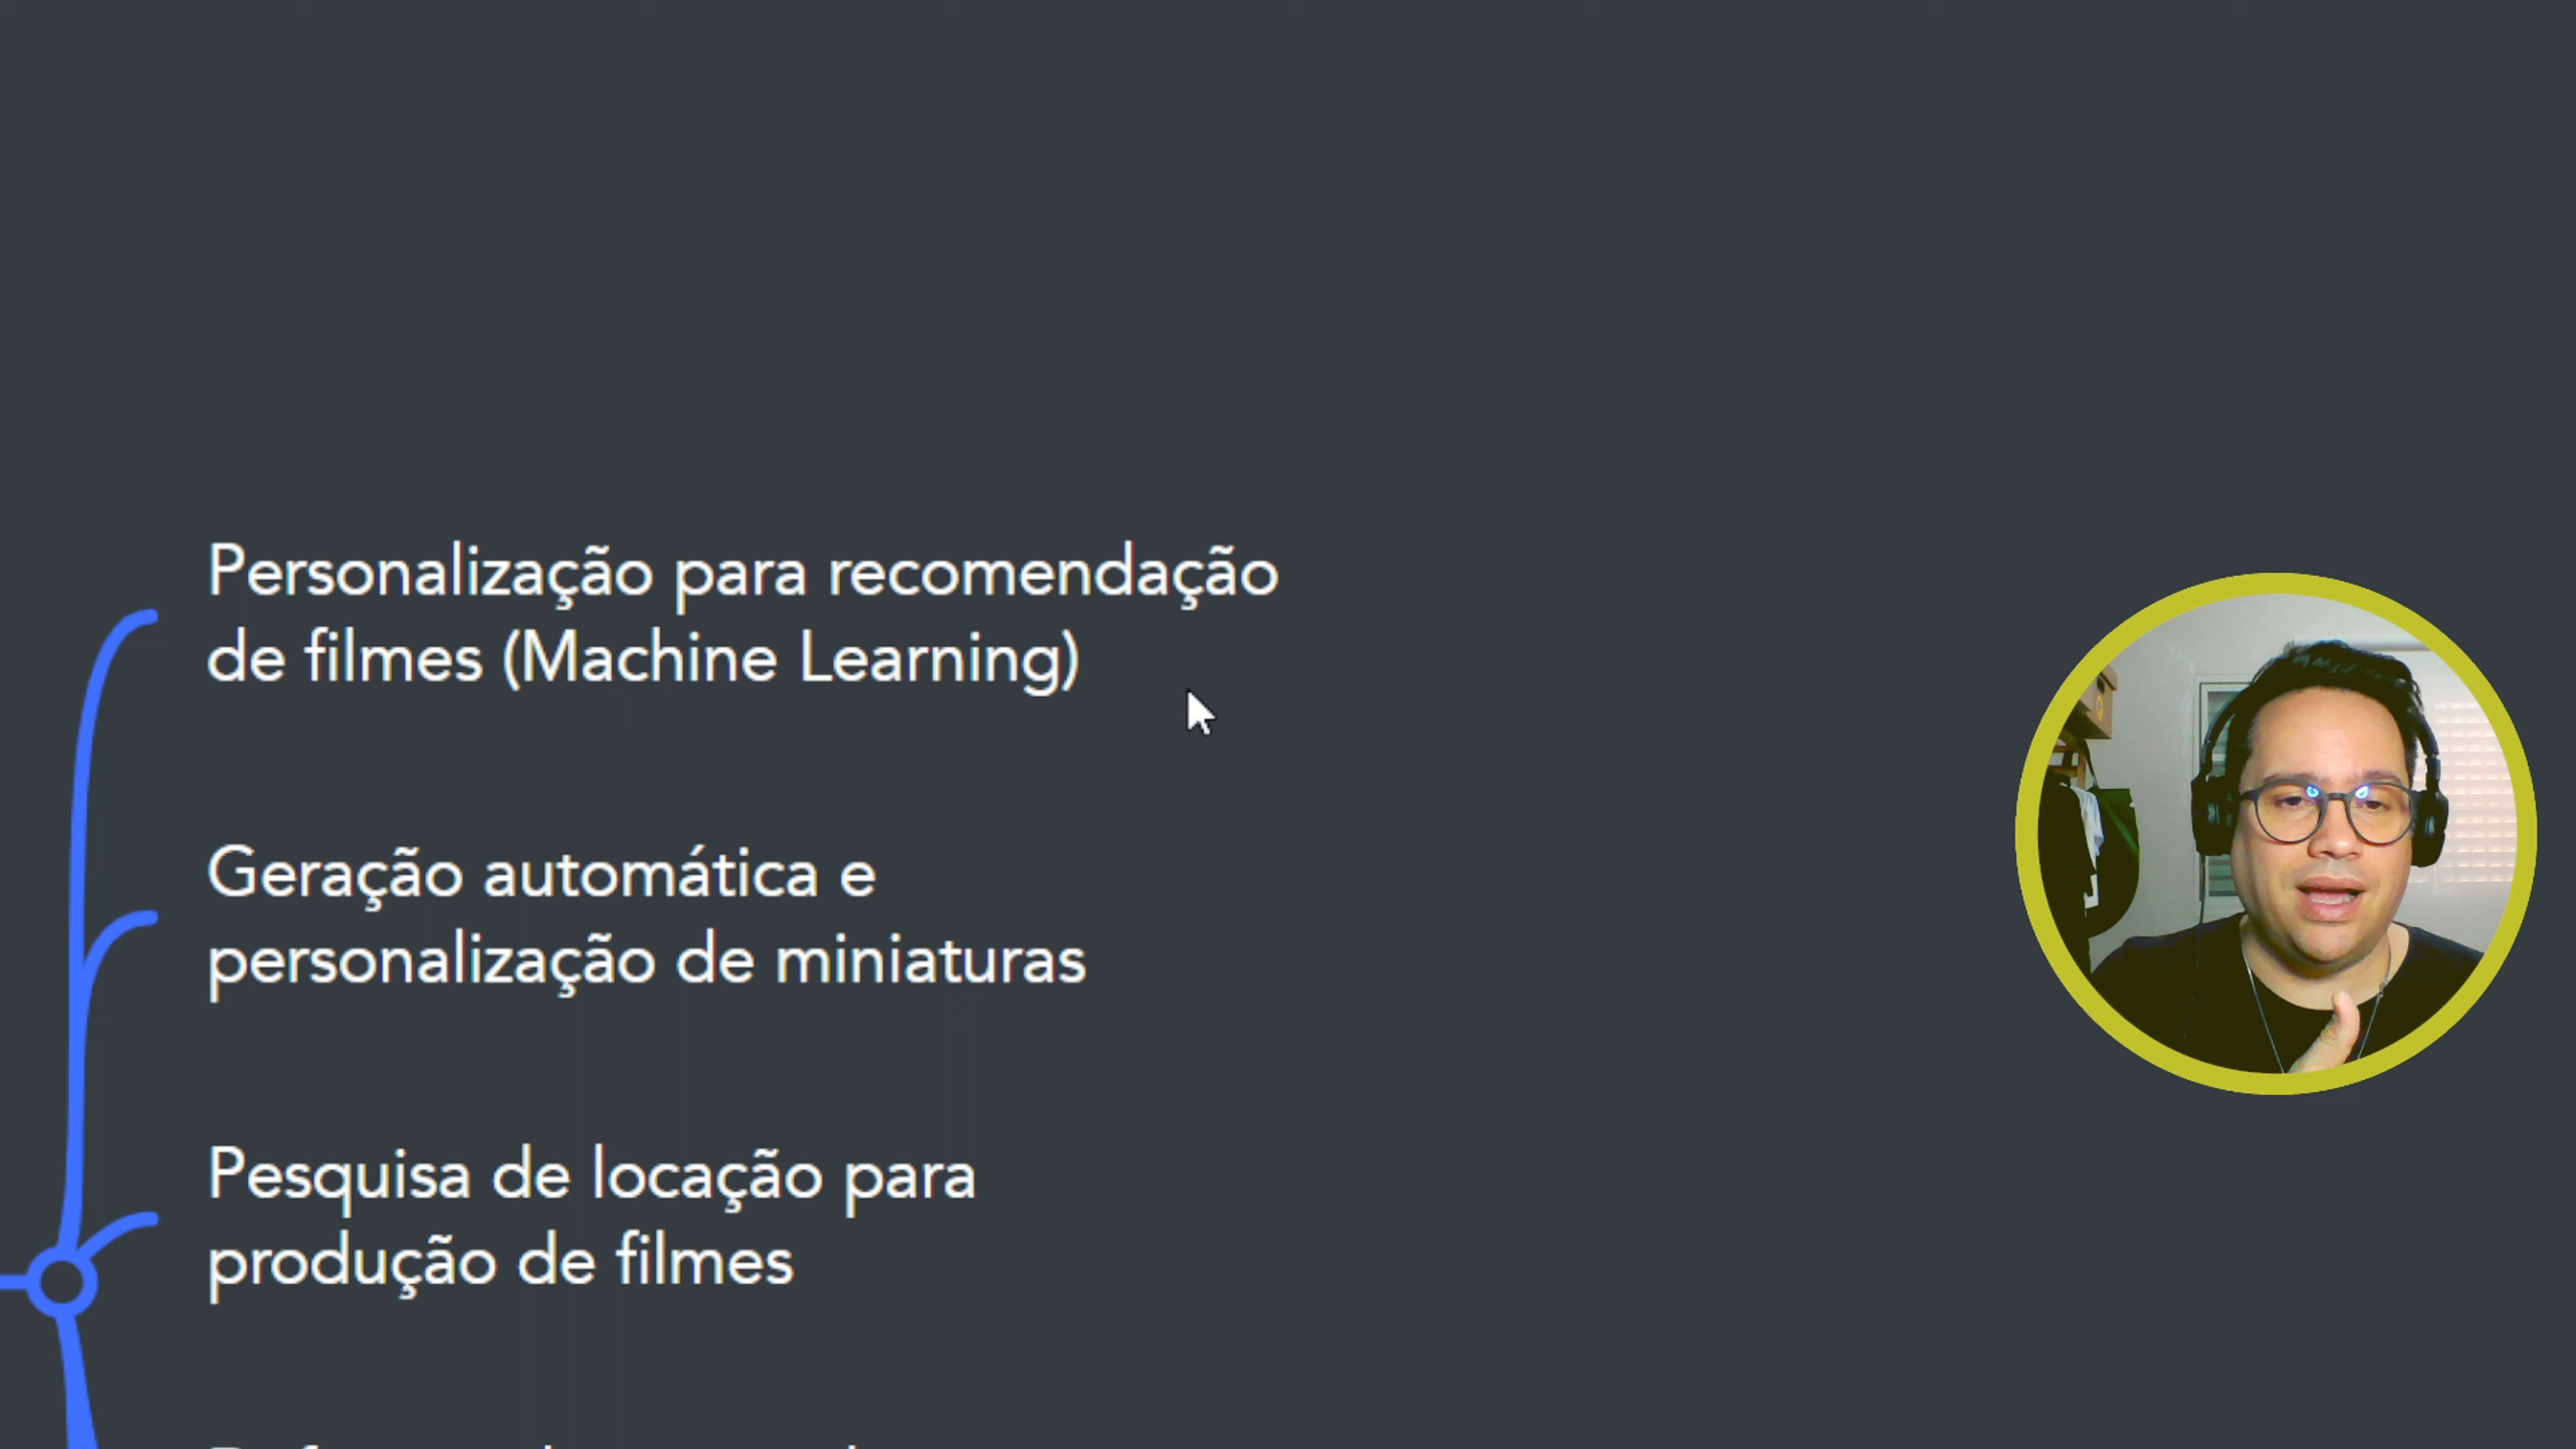 Personalização para recomendação
de filmes (Machine Learning)
Geração automática e
personalização de miniaturas
Pesquisa de locação para
produção de filmes